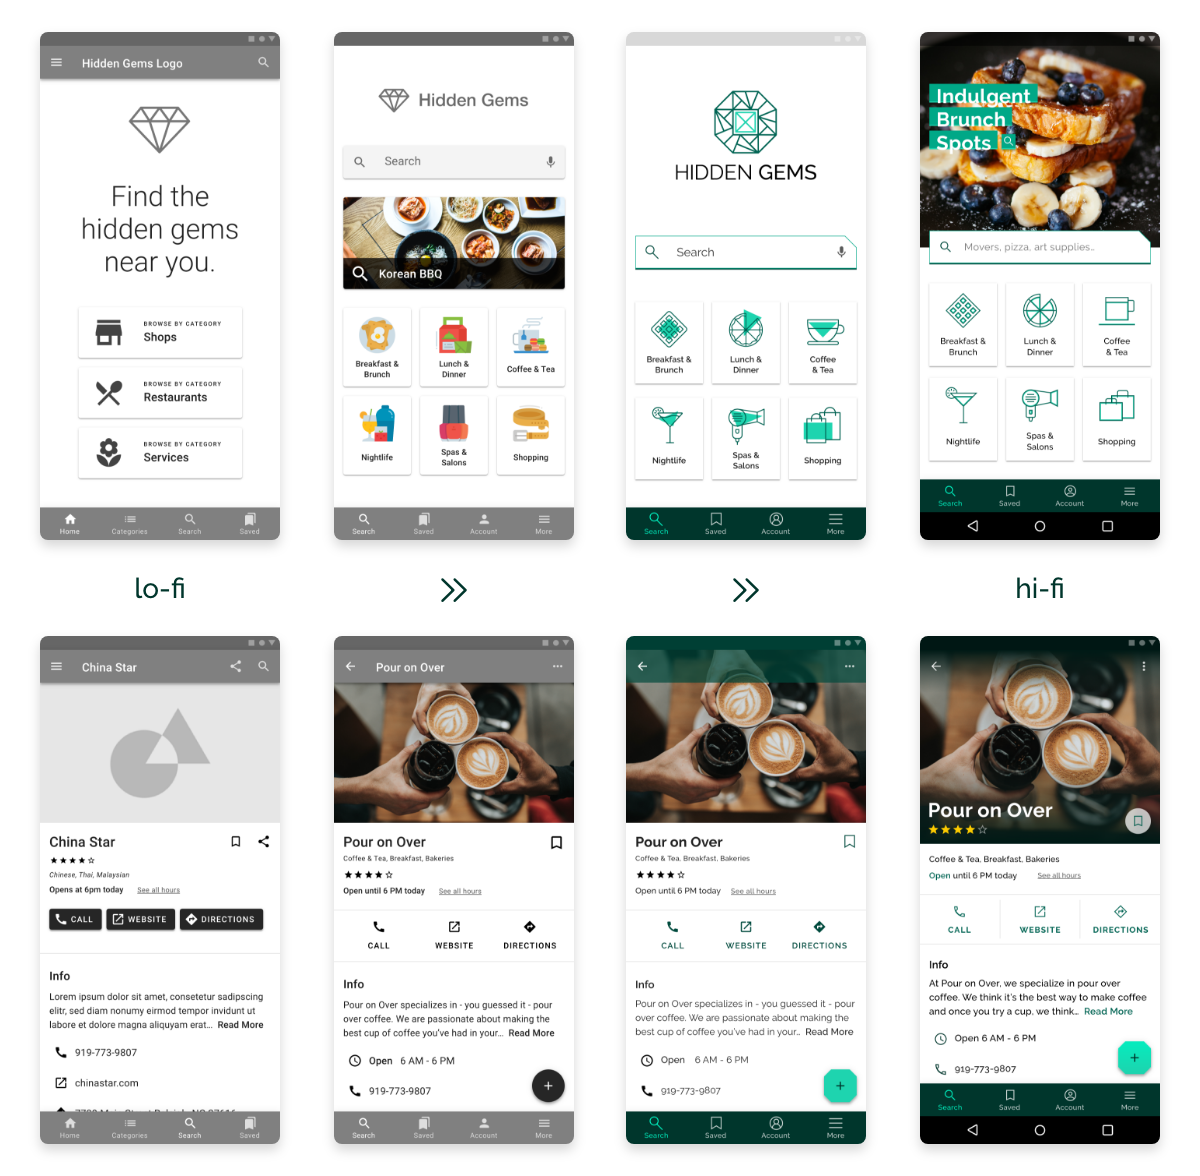 Hidden Gems Logo
Find the
hidden gems
near you.
BROWSE BY CATEGORY
Shops
BROWSE BY CATEGORY
Restaurants
BROWSE BY CATEGORY
Services
Home Categories Search Saved
Hidden Gems
Search
Korean BBQ
Breakfast &
Brunch
Lunch &
Dinner
Coffee & Tea
Nightlife
Spas &
Salons
Shopping
Search Saved Account More
HIDDEN GEMS
Search
Breakfast &
Brunch
Lunch &
Dinner
Coffee
& Tea
Nightlife
Spas &
Salons
Shopping
Search Saved Account More
Indulgent
Brunch
Spots
Movers, pizza, art supplies..
Breakfast &
Brunch
Lunch &
Dinner
Coffee
& Tea
Nightlife
Spas &
Salons
Shopping
Search Saved Account More
lo-fi
hi-fi
China Star
China Star
Chinese, Thai, Malaysian
Opens at 6pm today See all hours
CALL WEBSITE DIRECTIONS
Info
Lorem ipsum dolor sit amet, consetetur sadipscing
elitr, sed diam nonumy eirmod tempor invidunt ut
labore et dolore magna aliquyam erat... Read More
919-773-9807
chinastar.com
Home Categories Search Saved
Pour on Over
Pour on Over
Coffee & Tea, Breakfast, Bakeries
Open until 6 PM today See all hours
CALL WEBSITE DIRECTIONS
Info
Pour on Over specializes in - you guessed it - pour
over coffee. We are passionate about making the
best cup of coffee you've had in your... Read More
Open 6 AM - 6 PM
919-773-9807
Search Saved Account More
Pour on Over
Coffee & Tea, Breakfast, Bakeries
Open until 6 PM today See all hours
CALL WEBSITE DIRECTIONS
Info
Pour on Over specializes in - you guessed it - pour
over coffee. We are passionate about making the
best cup of coffee you've had in your... Read More
Open 6 AM - 6 PM
919-773-9807
Search Saved Account More
Pour on Over
Coffee & Tea, Breakfast, Bakeries
Open until 6 PM today See all hours
CALL WEBSITE DIRECTIONS
Info
At Pour on Over, we specialize in pour over
coffee. We think it's the best way to make coffee
and once you try a cup, we think... Read More
Open 6 AM - 6 PM
919-773-9807
Search Saved Account More